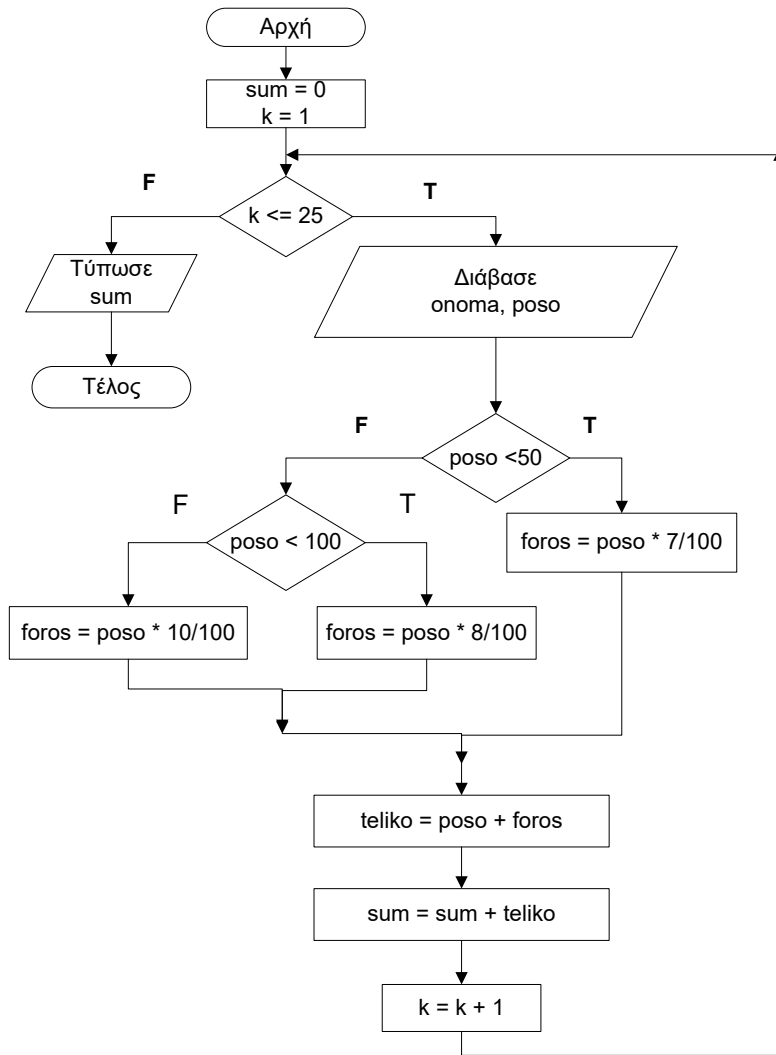 Αρχή
sum = 0
k = 1
F
T
k <= 25
Τύπωσε
sum
Διάβασε
onoma, poso
Τέλος
F
T
poso <50
F
T
poso < 100
foros = poso * 7/100
foros = poso * 10/100
foros = poso * 8/100
teliko = poso + foros
sum = sum + teliko
k = k + 1